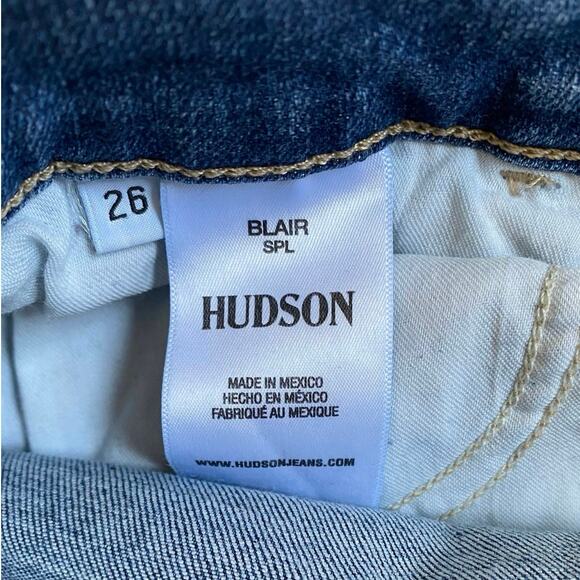 26
BLAIR
SPL
HUDSON
MADE IN MEXICO
HECHO EN MÉXICO
FABRIQUÉ AU MEXIQUE
WWW.HUDSONJEANS.COM